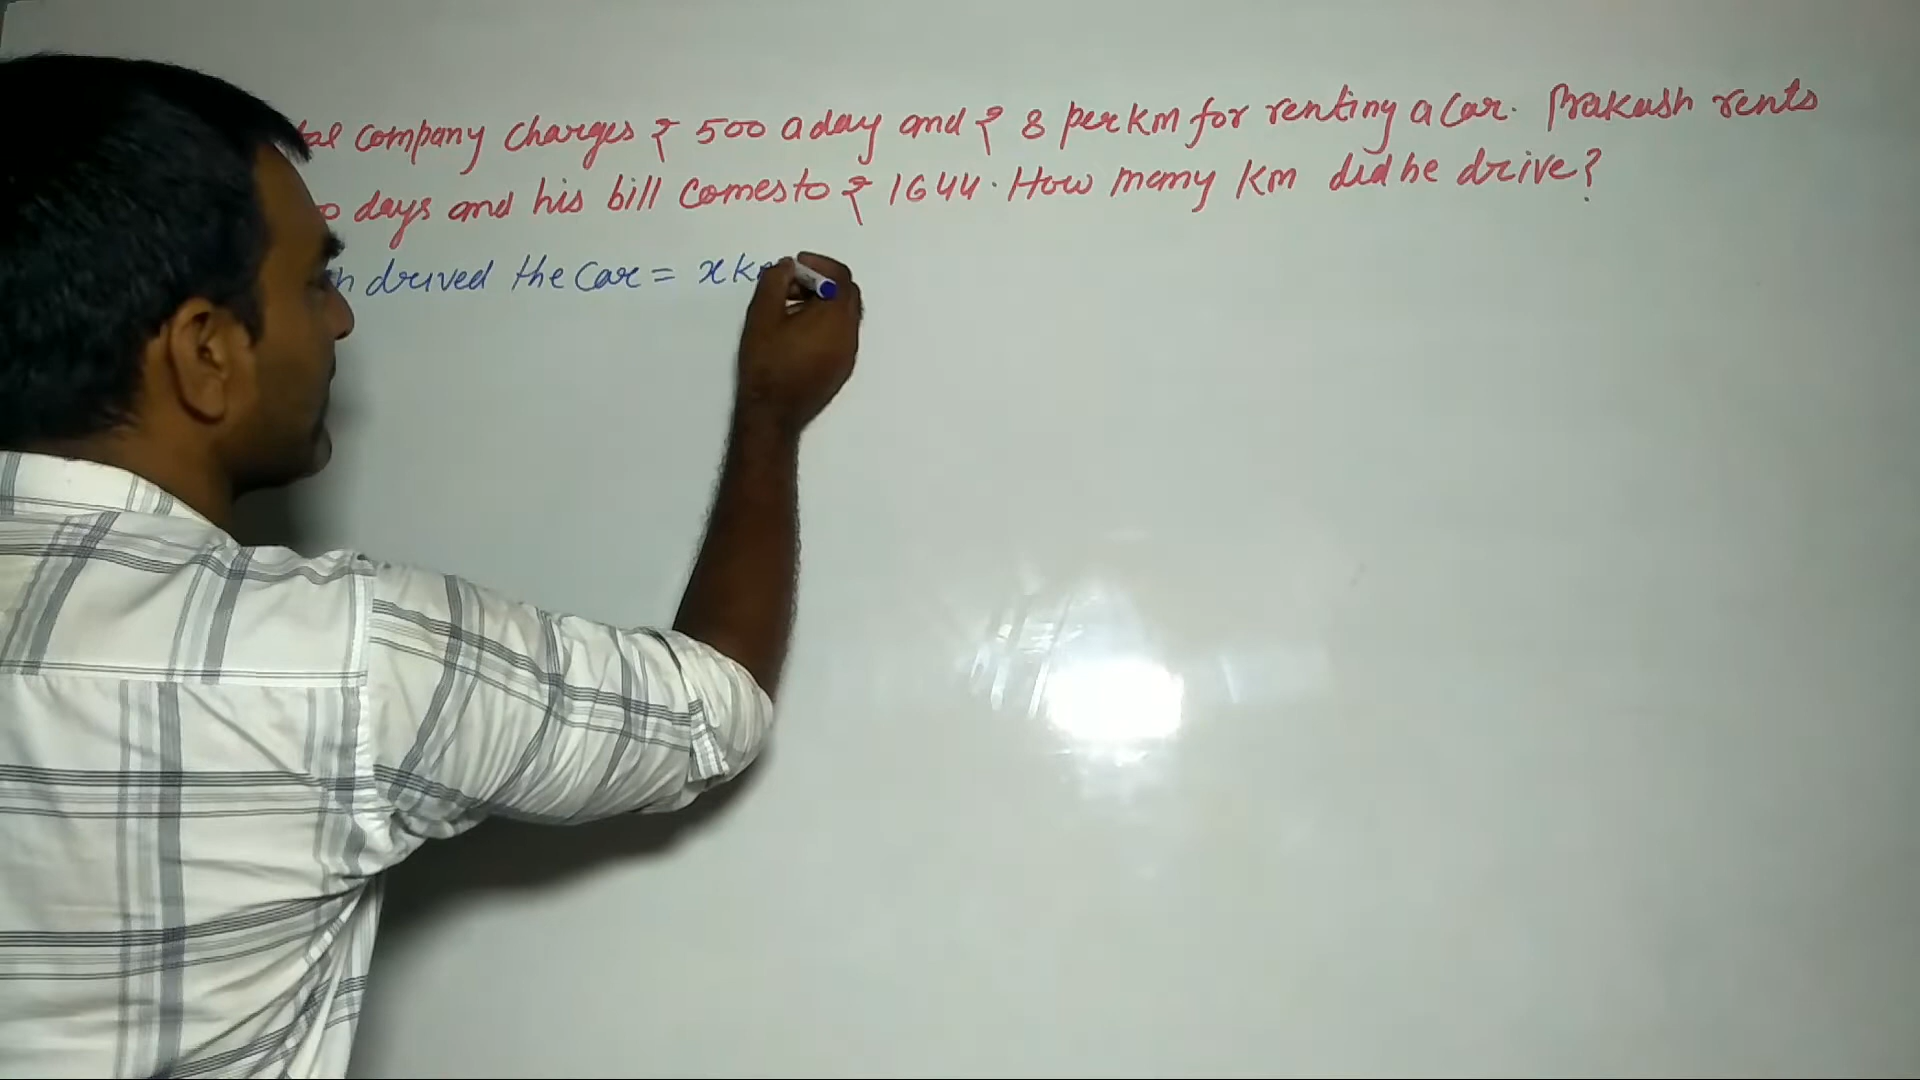 company charges ₹ 500 a day and ₹ 8 per km for renting a car. Prakash rents
days and his bill comes to ₹ 1644. How many km did he drive?
drived the car = x km